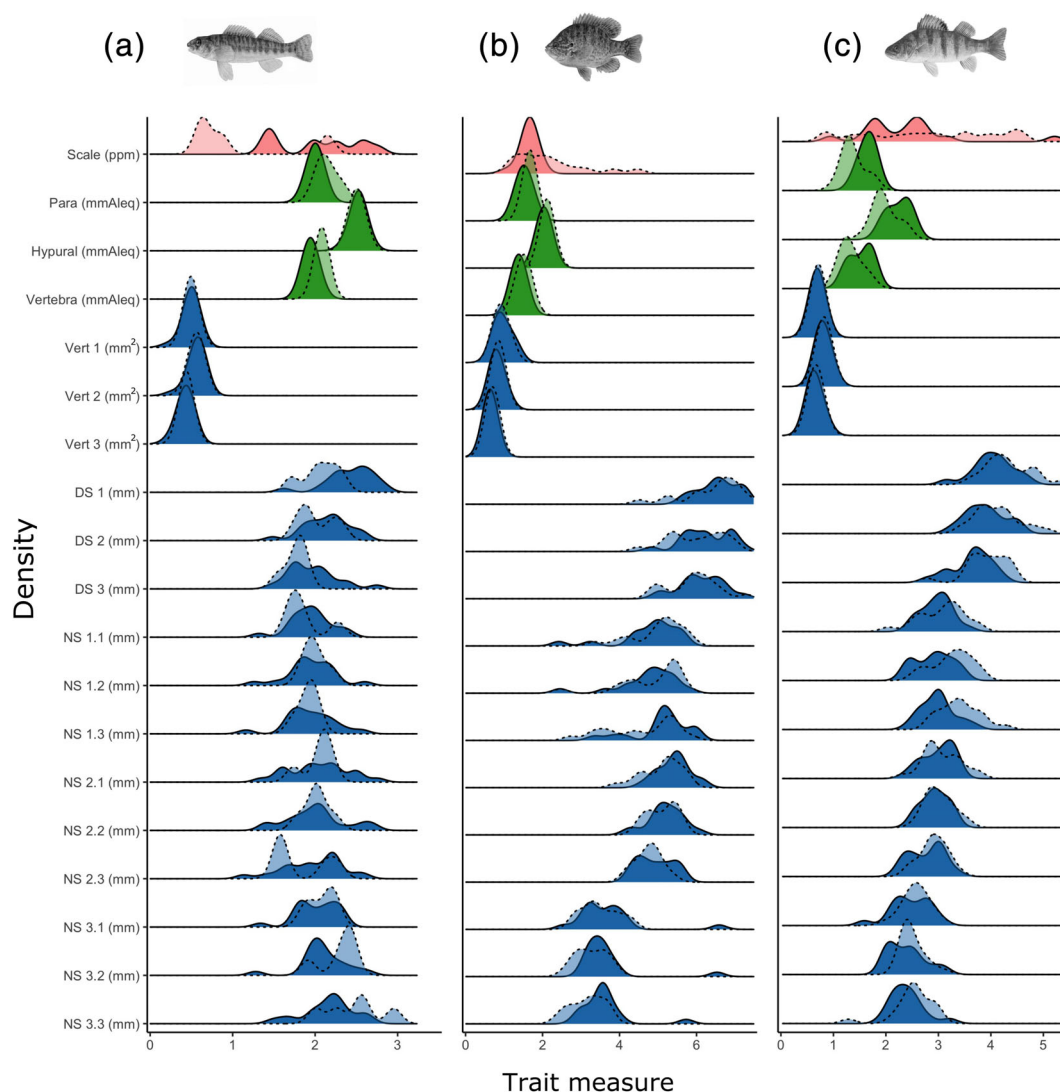 (a) (b) (c)
Scale (ppm)
Para (mmAleq)
Hypural (mmAleq)
Vertebra (mmAleq)
Vert 1 (mm²)
Vert 2 (mm²)
Vert 3 (mm²)
DS 1 (mm)
DS 2 (mm)
DS 3 (mm)
NS 1.1 (mm)
NS 1.2 (mm)
NS 1.3 (mm)
NS 2.1 (mm)
NS 2.2 (mm)
NS 2.3 (mm)
NS 3.1 (mm)
NS 3.2 (mm)
NS 3.3 (mm)
Density
0 1 2 3 0 2 4 6 0 1 2 3 4 5
Trait measure